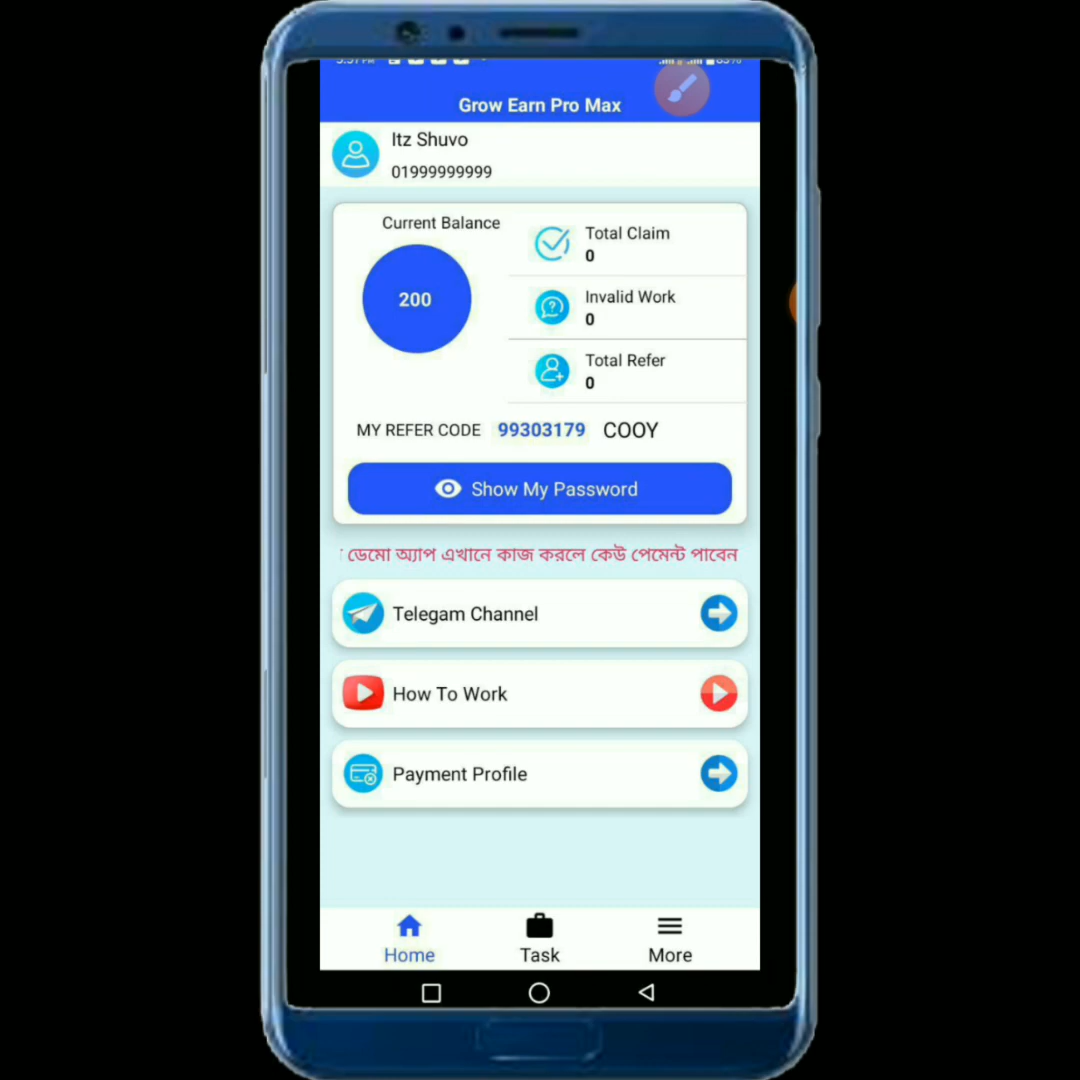 Grow Earn Pro Max
Itz Shuvo
01999999999
Current Balance
200
Total Claim
0
Invalid Work
0
Total Refer
0
MY REFER CODE 99303179 COOY
Show My Password
ডেমো অ্যাপ এখানে কাজ করলে কেউ পেমেন্ট পাবেন
Telegam Channel
How To Work
Payment Profile
Home
Task
More